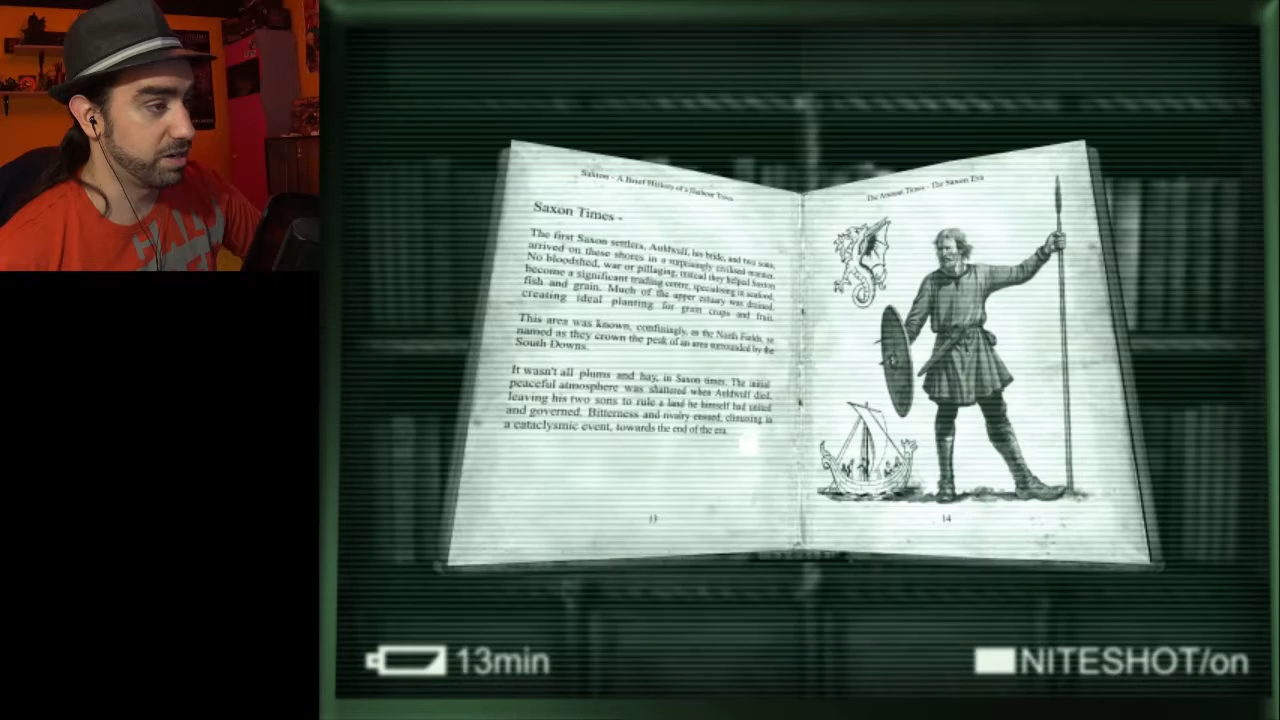 Saxton - A Brief History of a Harbour Town
Saxon Times -
The first Saxon settlers, Auldwulf, his bride, and two sons,
arrived on these shores in a surprisingly civilised manner.
No bloodshed, war or pillaging, instead they helped Saxton
become a significant trading centre, specialising in seafood,
fish and grain. Much of the upper estuary was drained,
creating ideal planting for grain crops and fruit.
This area was known, confusingly, as the North Fields, so
named as they crown the peak of an area surrounded by the
South Downs.
It wasn't all plums and hay, in Saxon times. The initial
peaceful atmosphere was shattered when Auldwulf died,
leaving his two sons to rule a land he himself had united
and governed. Bitterness and rivalry ensued, climaxing in
a cataclysmic event, towards the end of the era.
13
The Ancient Times - The Saxon Era
14
13min
NITESHOT/on